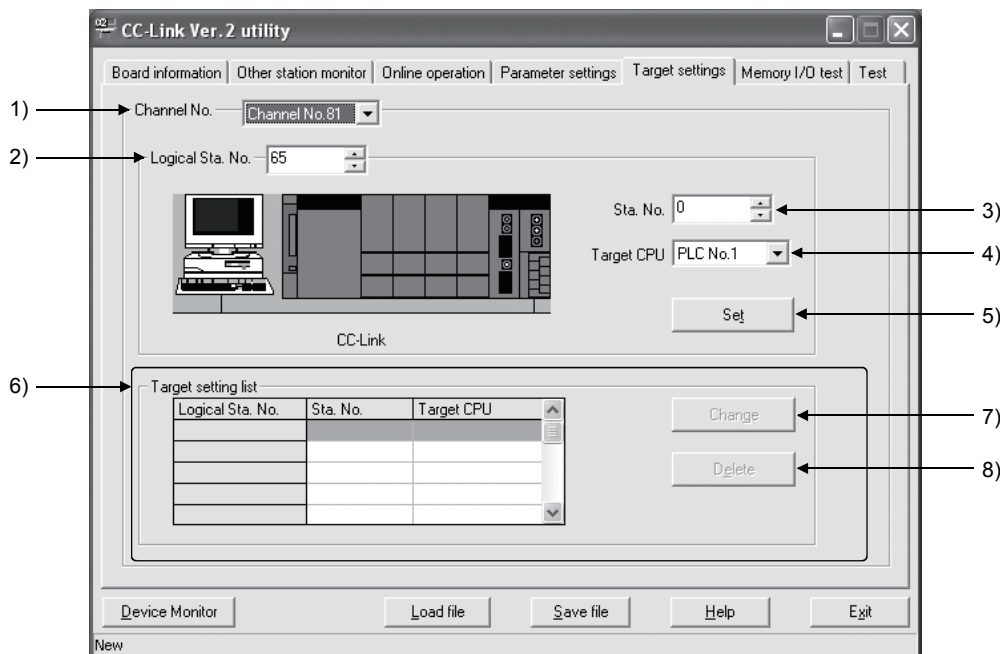 CC-Link Ver.2 utility
Board information Other station monitor Online operation Parameter settings Target settings Memory I/O test Test
1) Channel No. Channel No.81
2) Logical Sta. No. 65
Sta. No. 0 3)
Target CPU PLC No.1 4)
Set 5)
CC-Link
6) Target setting list
Logical Sta. No. Sta. No. Target CPU
Change 7)
Delete 8)
Device Monitor Load file Save file Help Exit
New